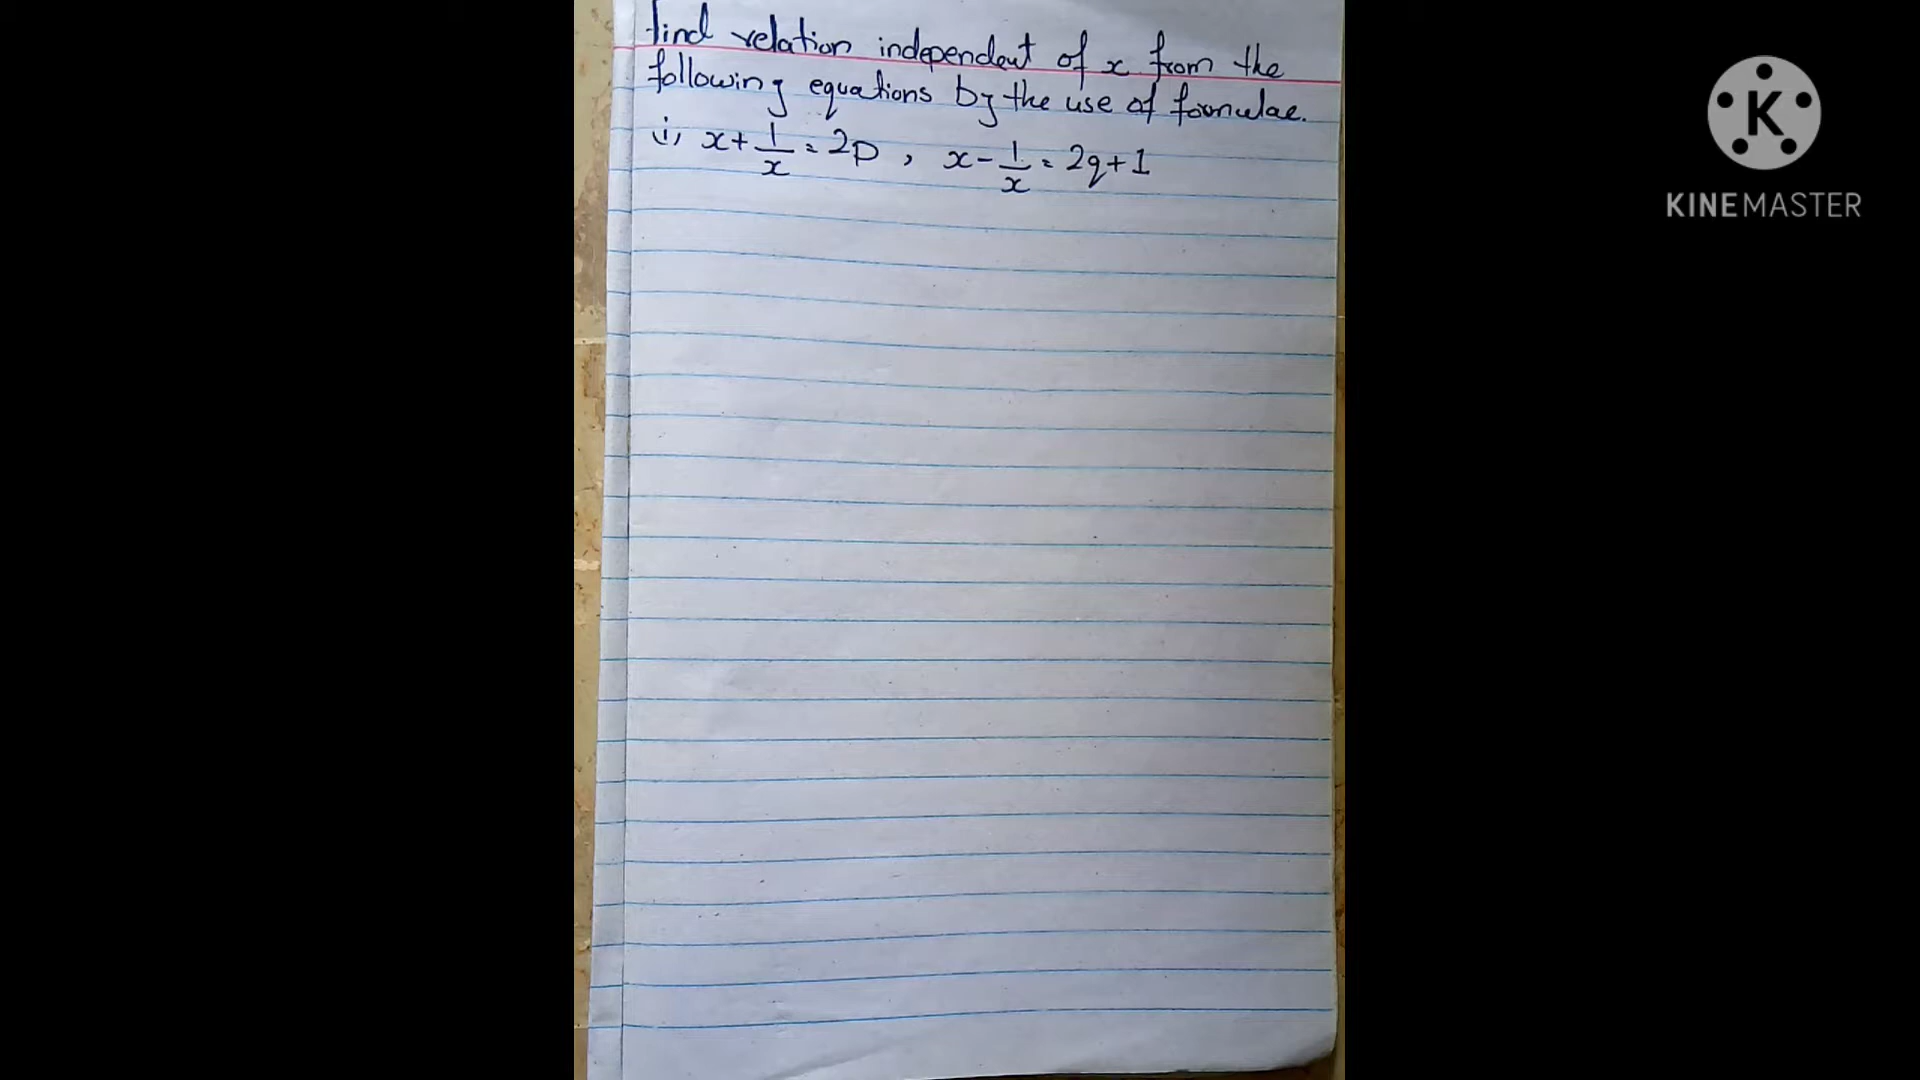 find relation independent of x from the
following equations by the use of formulae.
i, x + 1/x = 2p , x - 1/x = 2q + 1
K
KINEMASTER